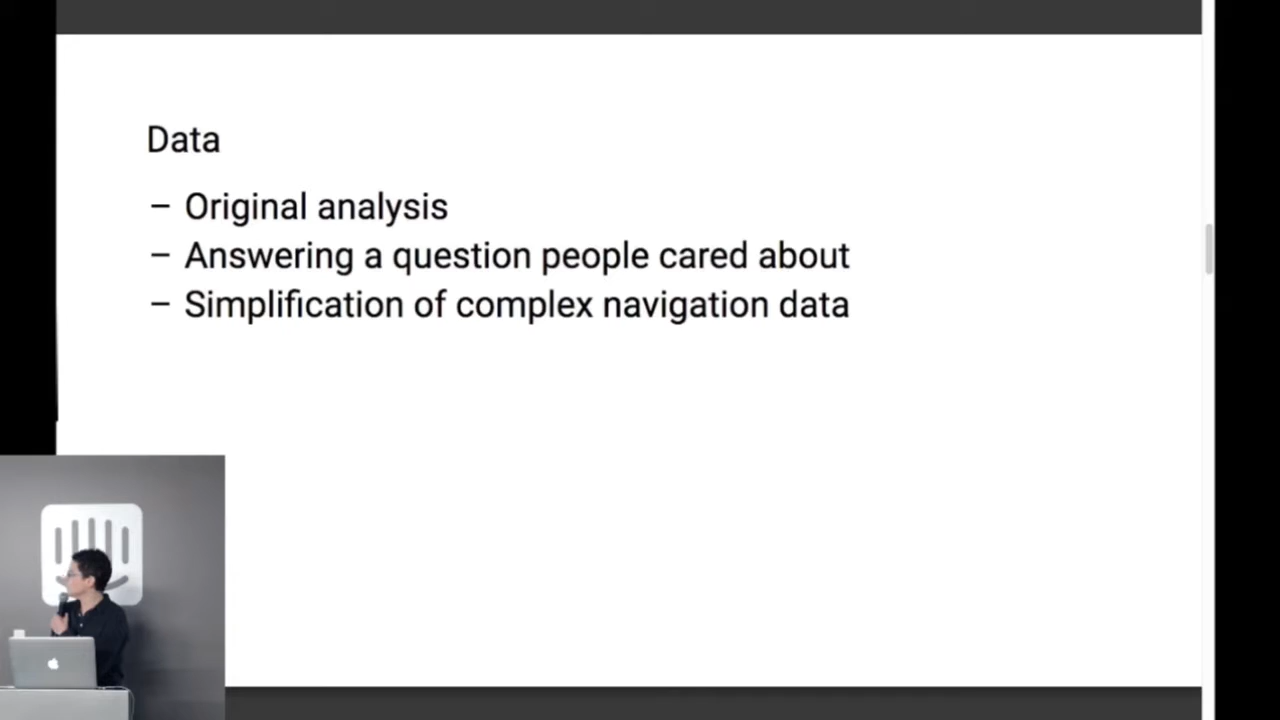 Data
– Original analysis
– Answering a question people cared about
– Simplification of complex navigation data